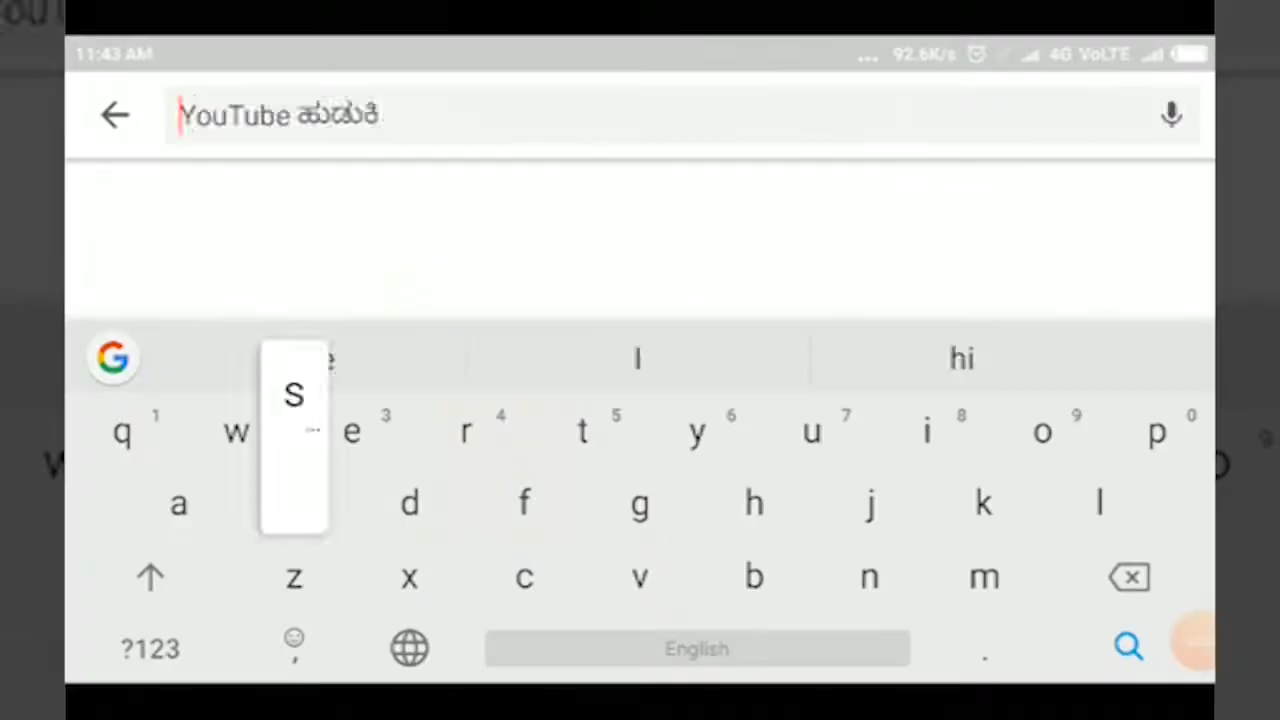 11:43 AM ... 92.6K/s 4G VoLTE
YouTube ಹುಡುಕಿ
G I hi
q 1 w e 3 r 4 t 5 y 6 u 7 i 8 o 9 p 0
S ...
a d f g h j k l
z x c v b n m
?123 , English .